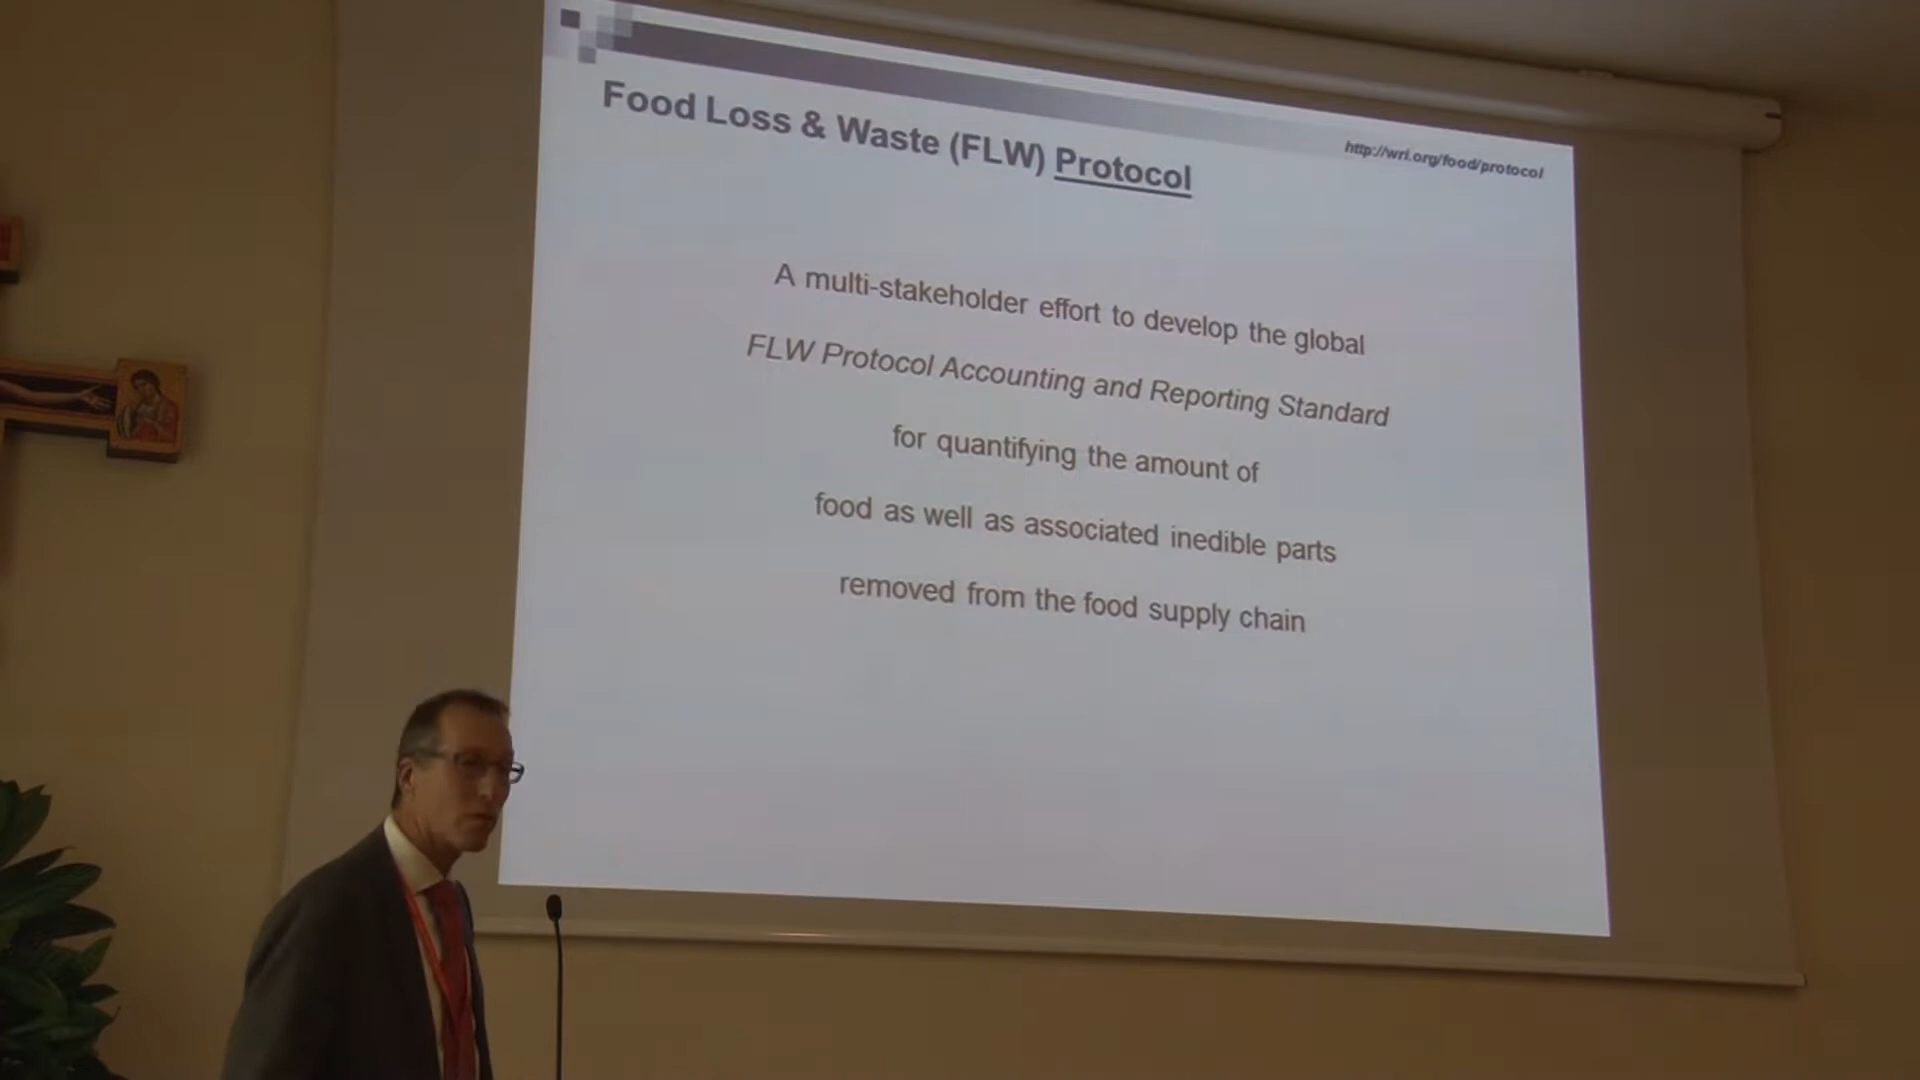 Food Loss & Waste (FLW) Protocol
http://wri.org/food/protocol
A multi-stakeholder effort to develop the global
FLW Protocol Accounting and Reporting Standard
for quantifying the amount of
food as well as associated inedible parts
removed from the food supply chain